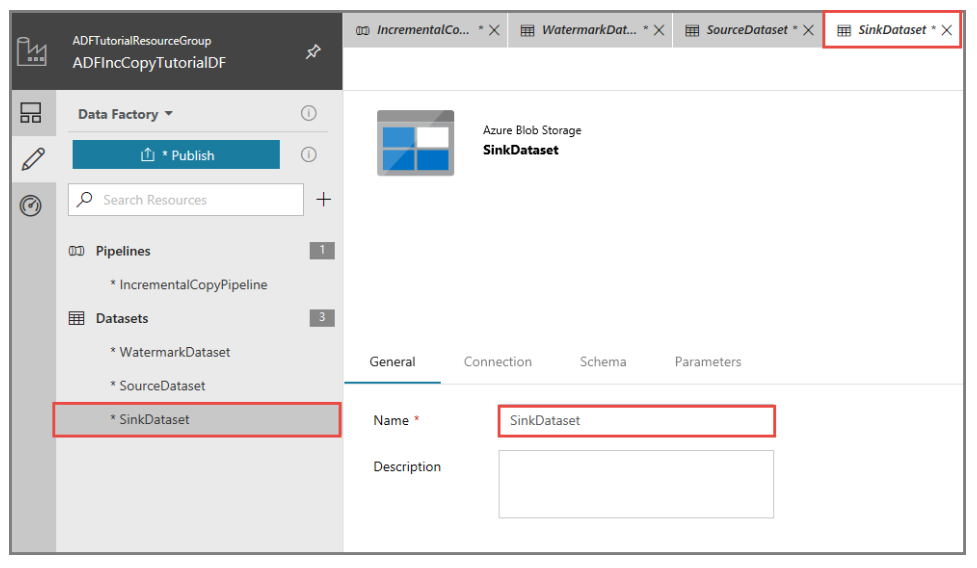 ADFTutorialResourceGroup
ADFIncCopyTutorialDF
IncrementalCo... * ✕
WatermarkDat... * ✕
SourceDataset * ✕
SinkDataset * ✕
Data Factory
* Publish
Search Resources
Pipelines 1
* IncrementalCopyPipeline
Datasets 3
* WatermarkDataset
* SourceDataset
* SinkDataset
Azure Blob Storage
SinkDataset
General Connection Schema Parameters
Name * SinkDataset
Description